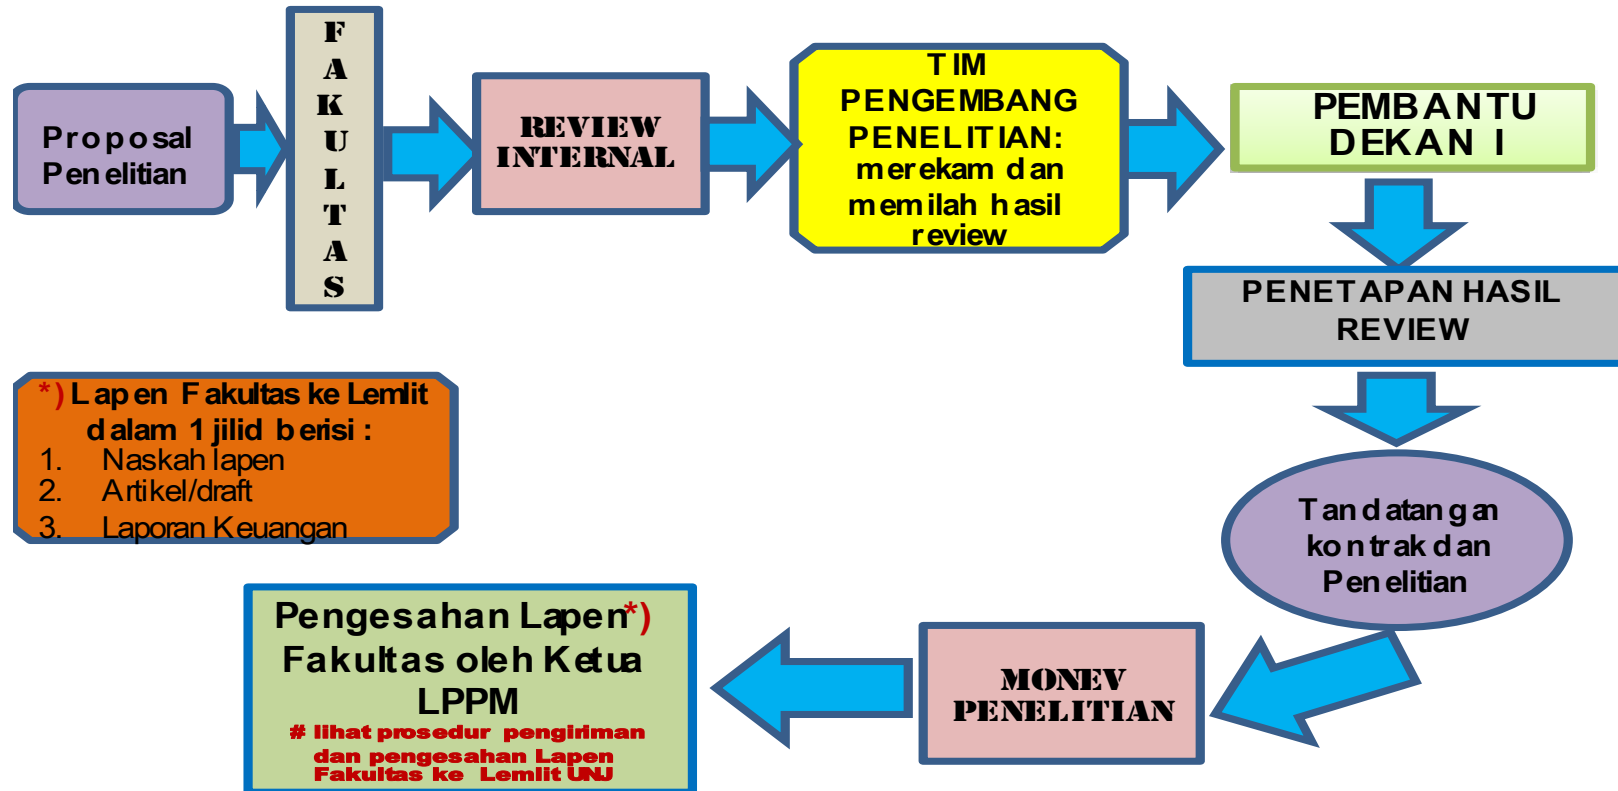 Proposal
Penelitian
F
A
K
U
L
T
A
S
REVIEW
INTERNAL
TIM
PENGEMBANG
PENELITIAN:
merekam dan
memilah hasil
review
PEMBANTU
DEKAN I
PENETAPAN HASIL
REVIEW
Tandatangan
kontrak dan
Penelitian
MONEV
PENELITIAN
Pengesahan Lapen*)
Fakultas oleh Ketua
LPPM
# lihat prosedur pengiriman
dan pengesahan Lapen
Fakultas ke Lemlit UNJ
*) Lapen Fakultas ke Lemlit
dalam 1 jilid berisi :
1. Naskah lapen
2. Artikel/draft
3. Laporan Keuangan